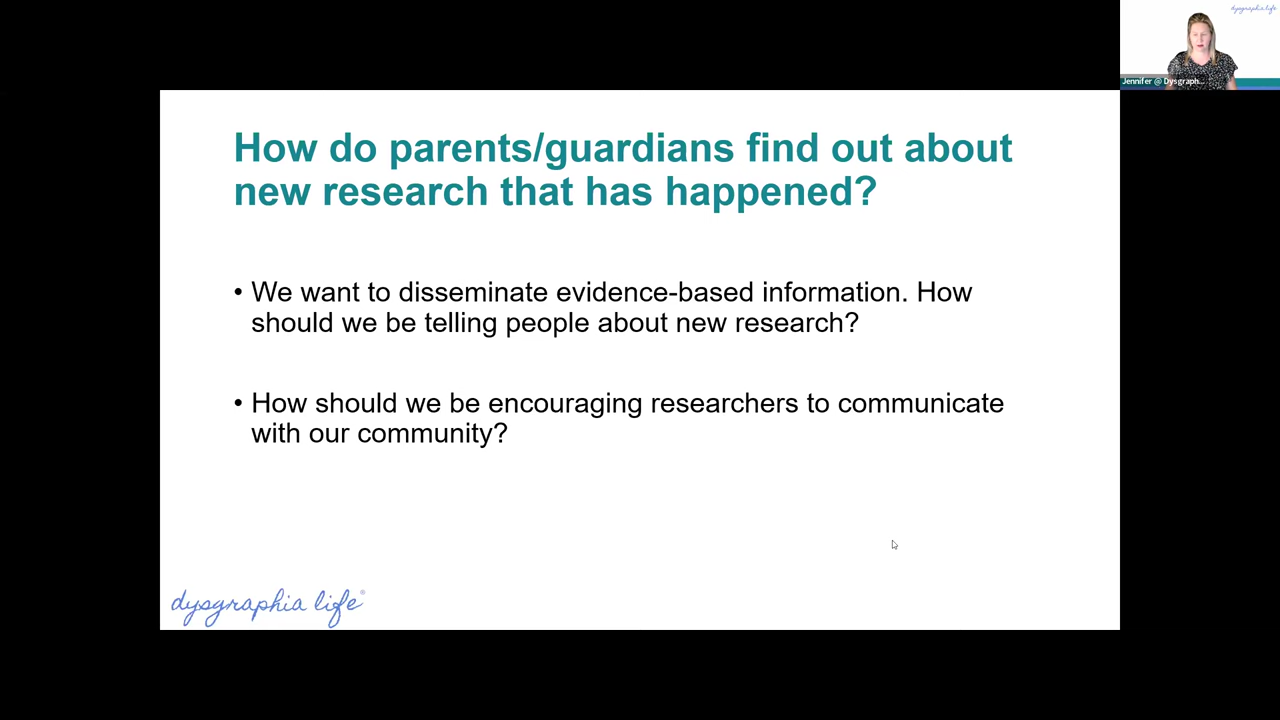 dysgraphia life
Jennifer @ Dysgraph...
How do parents/guardians find out about
new research that has happened?
• We want to disseminate evidence-based information. How
should we be telling people about new research?
• How should we be encouraging researchers to communicate
with our community?
dysgraphia life®